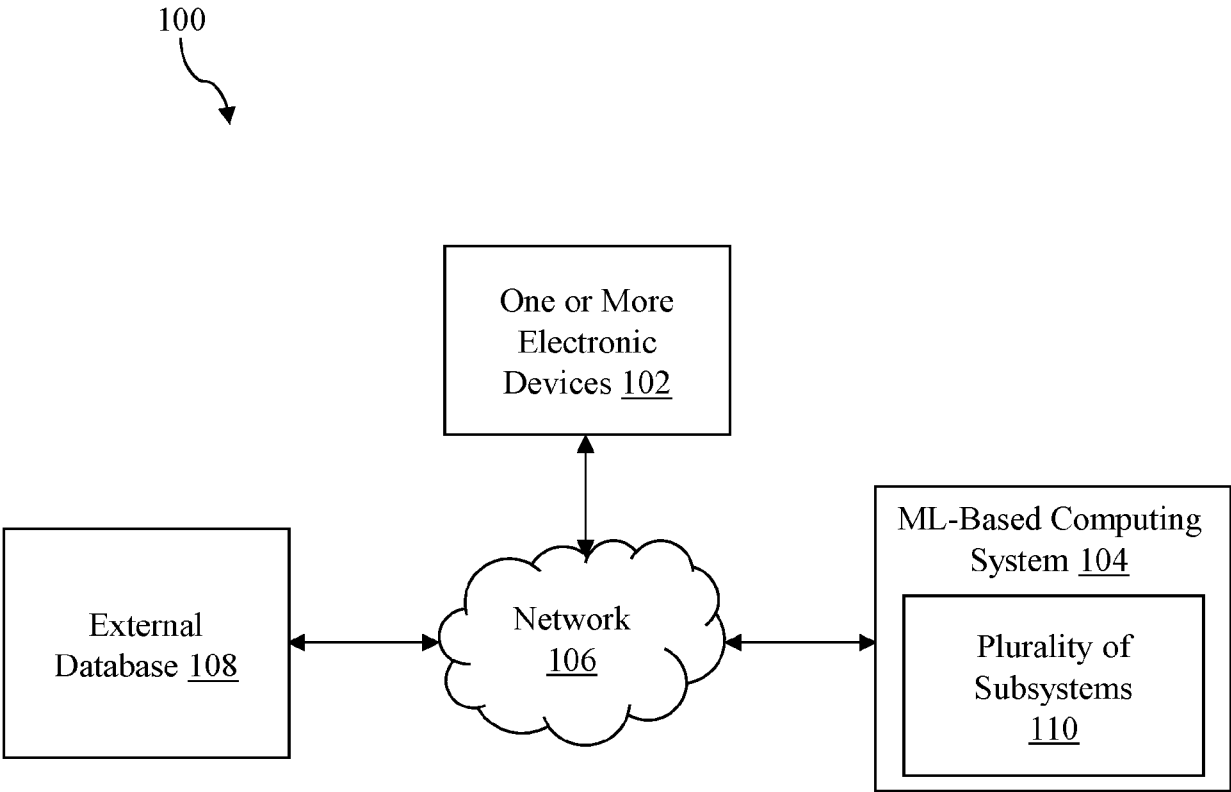 100
One or More
Electronic
Devices 102
ML-Based Computing
System 104
External
Database 108
Network
106
Plurality of
Subsystems
110